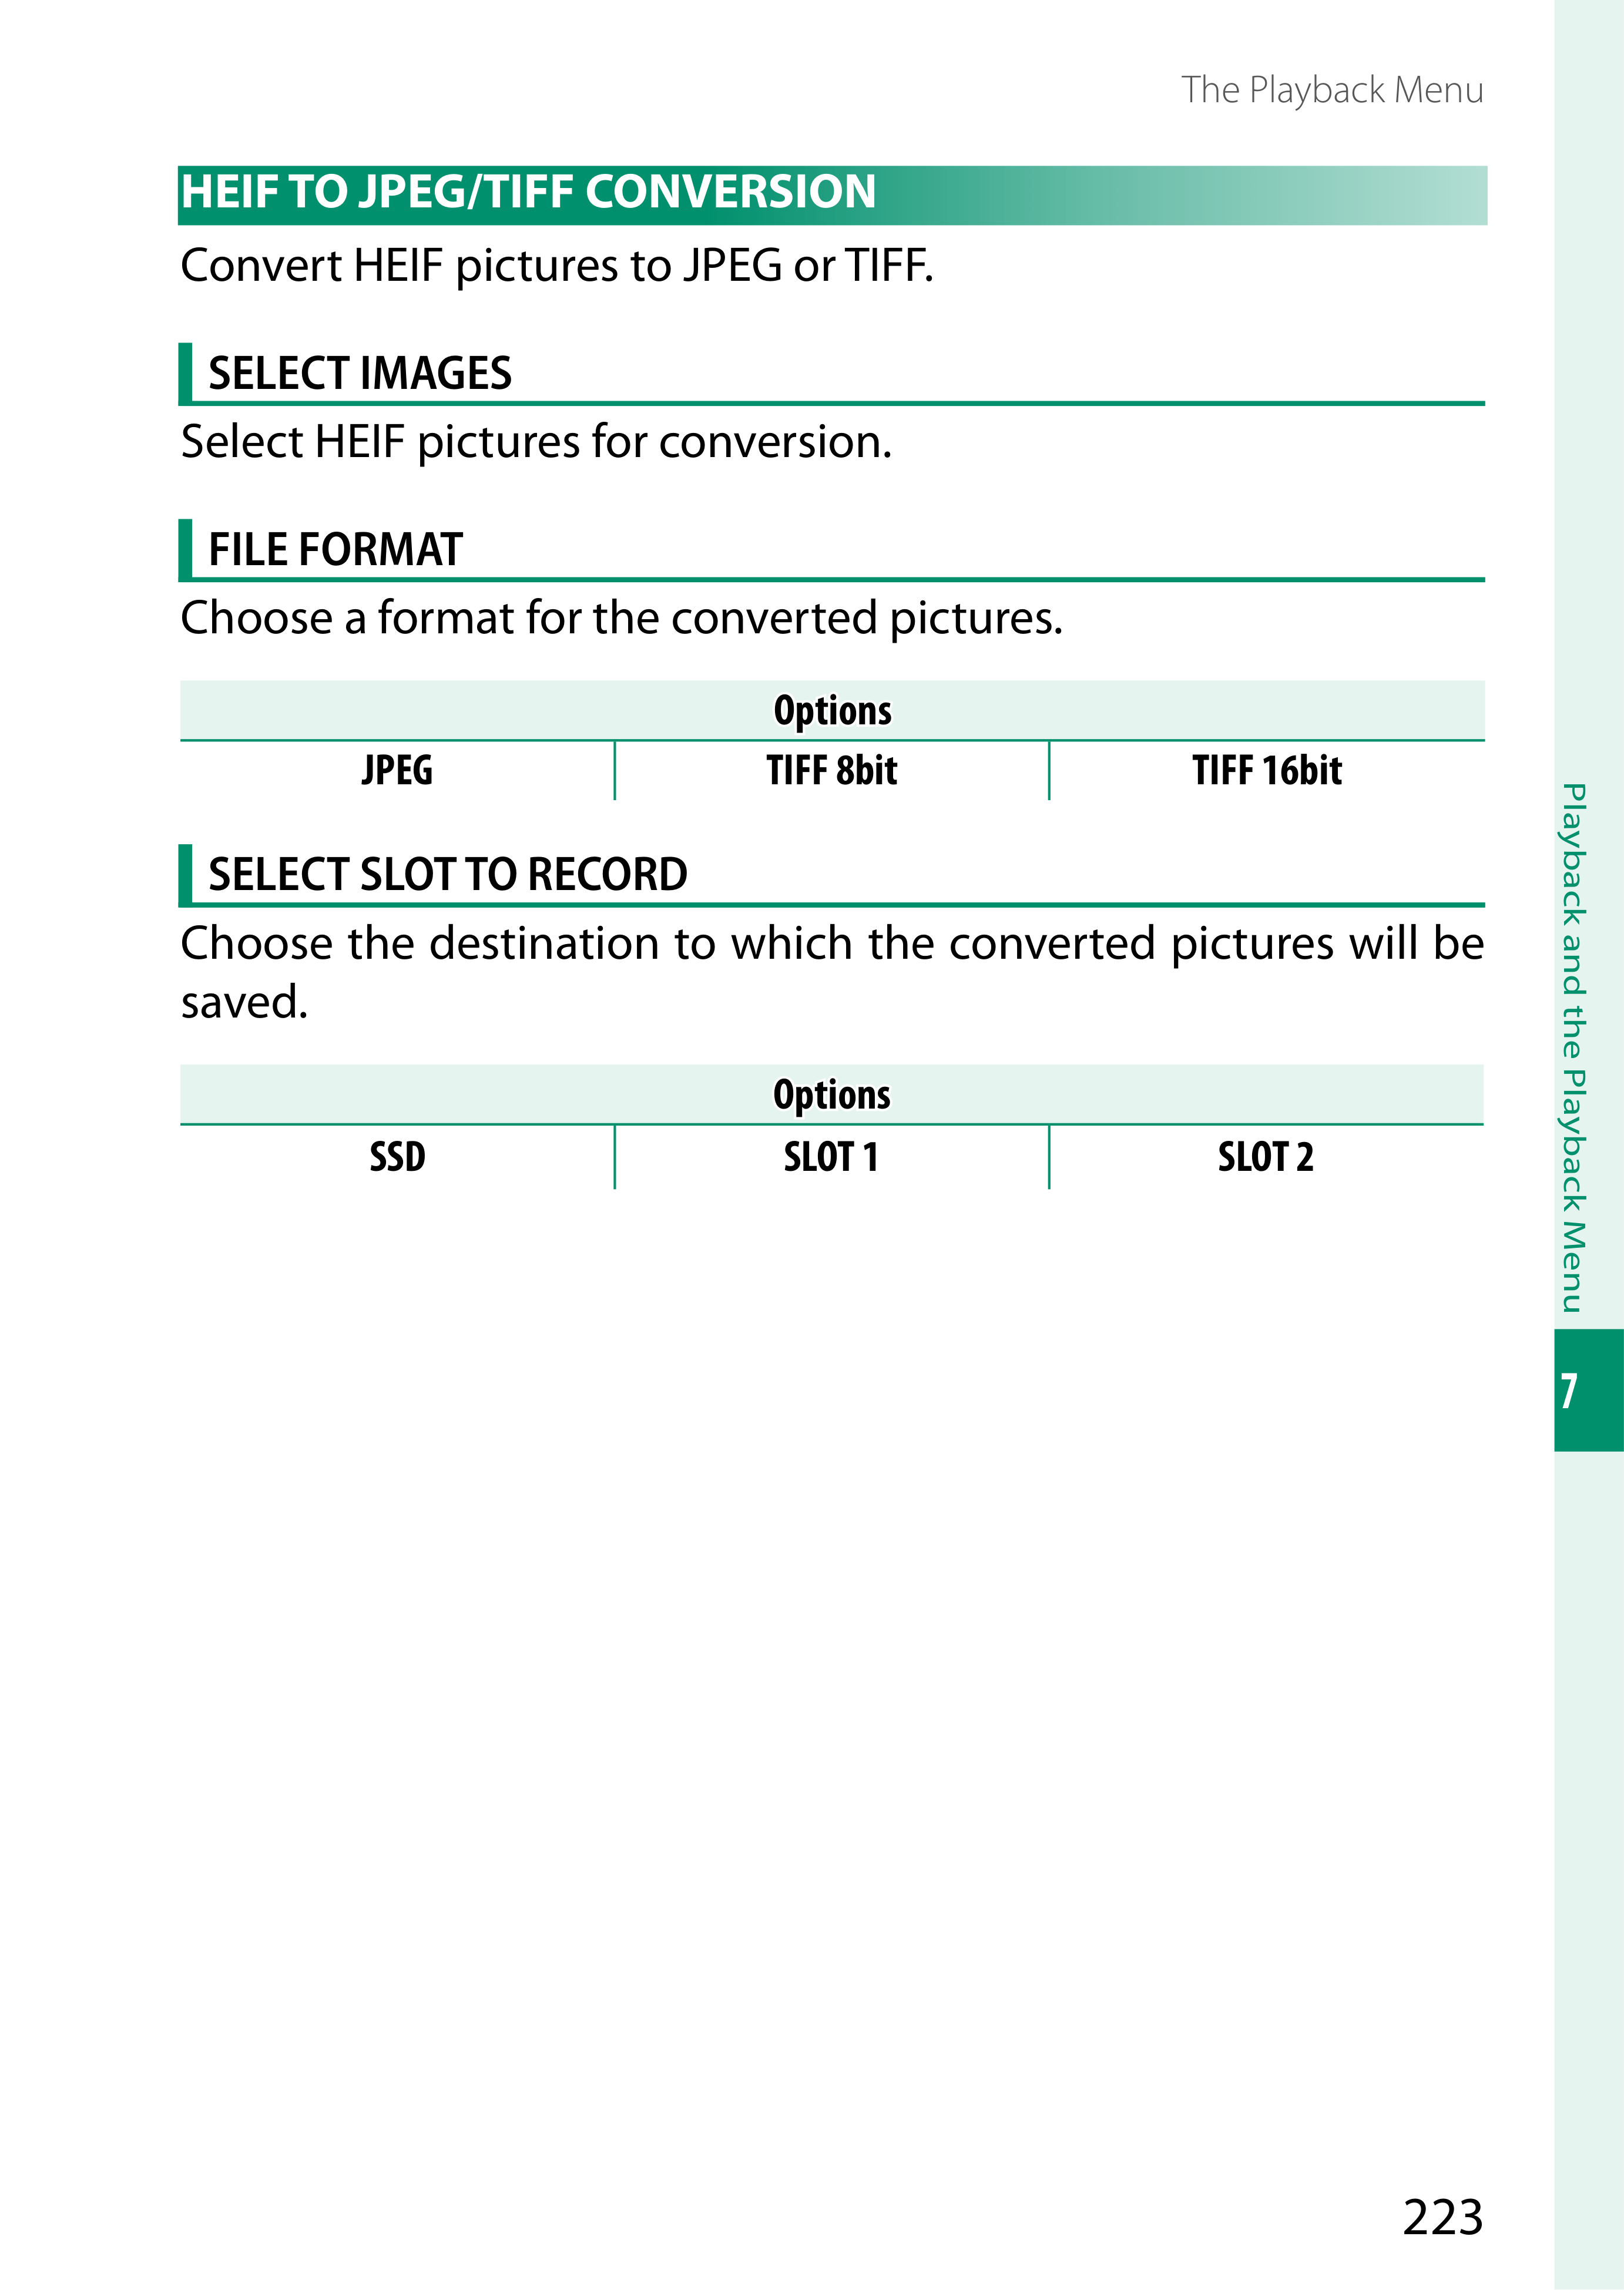 The Playback Menu
HEIF TO JPEG/TIFF CONVERSION
Convert HEIF pictures to JPEG or TIFF.
SELECT IMAGES
Select HEIF pictures for conversion.
FILE FORMAT
Choose a format for the converted pictures.
Options
JPEG TIFF 8bit TIFF 16bit
SELECT SLOT TO RECORD
Choose the destination to which the converted pictures will be
saved.
Options
SSD SLOT 1 SLOT 2
Playback and the Playback Menu
7
223